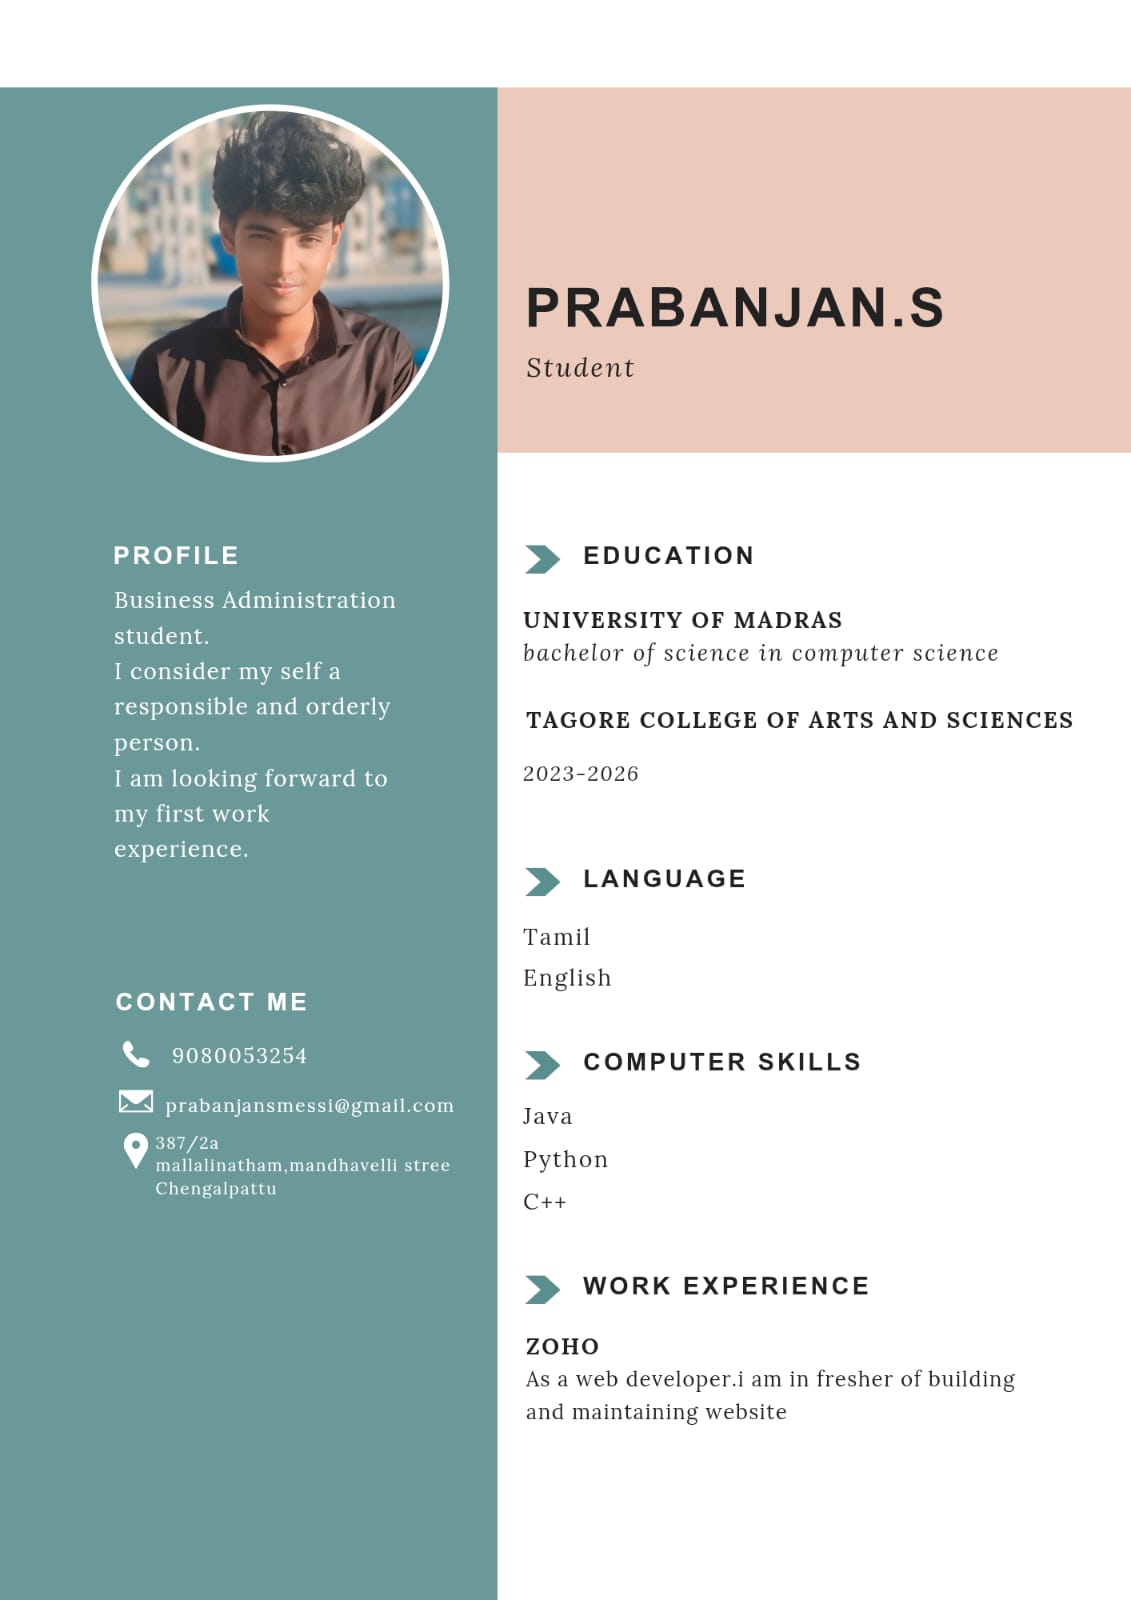 PRABANJAN.S
Student
PROFILE
Business Administration
student.
I consider my self a
responsible and orderly
person.
I am looking forward to
my first work
experience.
CONTACT ME
9080053254
prabanjansmessi@gmail.com
387/2a
mallalinatham,mandhavelli stree
Chengalpattu
EDUCATION
UNIVERSITY OF MADRAS
bachelor of science in computer science
TAGORE COLLEGE OF ARTS AND SCIENCES
2023-2026
LANGUAGE
Tamil
English
COMPUTER SKILLS
Java
Python
C++
WORK EXPERIENCE
ZOHO
As a web developer.i am in fresher of building
and maintaining website